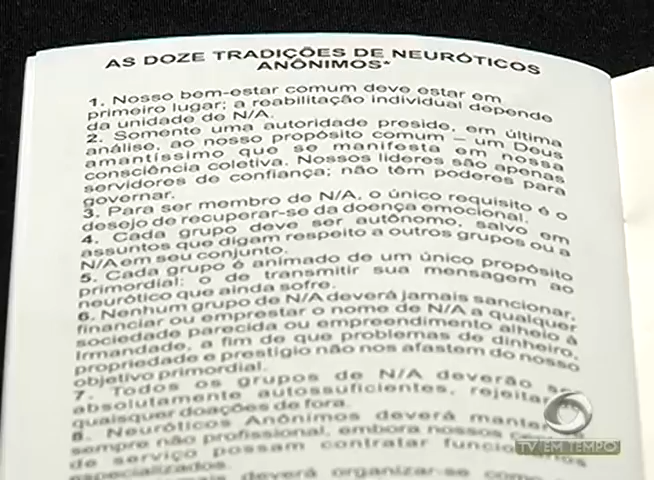 AS DOZE TRADIÇÕES DE NEURÓTICOS
ANÔNIMOS*
1. Nosso bem-estar comum deve estar em
primeiro lugar; a reabilitação individual depende
da unidade de N/A.
2. Somente uma autoridade preside, em última
análise, ao nosso propósito comum – um Deus
amantíssimo que se manifesta em nossa
consciência coletiva. Nossos líderes são apenas
servidores de confiança; não têm poderes para
governar.
3. Para ser membro de N/A, o único requisito é o
desejo de recuperar-se da doença emocional.
4. Cada grupo deve ser autônomo, salvo em
assuntos que digam respeito a outros grupos ou a
N/A em seu conjunto.
5. Cada grupo é animado de um único propósito
primordial: o de transmitir sua mensagem ao
neurótico que ainda sofre.
6. Nenhum grupo de N/A deverá jamais sancionar,
financiar ou emprestar o nome de N/A a qualquer
sociedade parecida ou empreendimento alheio à
Irmandade, a fim de que problemas de dinheiro,
propriedade e prestígio não nos afastem do nosso
objetivo primordial.
7. Todos os grupos de N/A deverão
absolutamente autossuficientes,
quaisquer doações de fora.
8. Neuróticos Anônimos deverá
sempre não profissional, embora nossos
de serviço possam contratar
especializados.
deverá organizar-se como
TV EM TEMPO